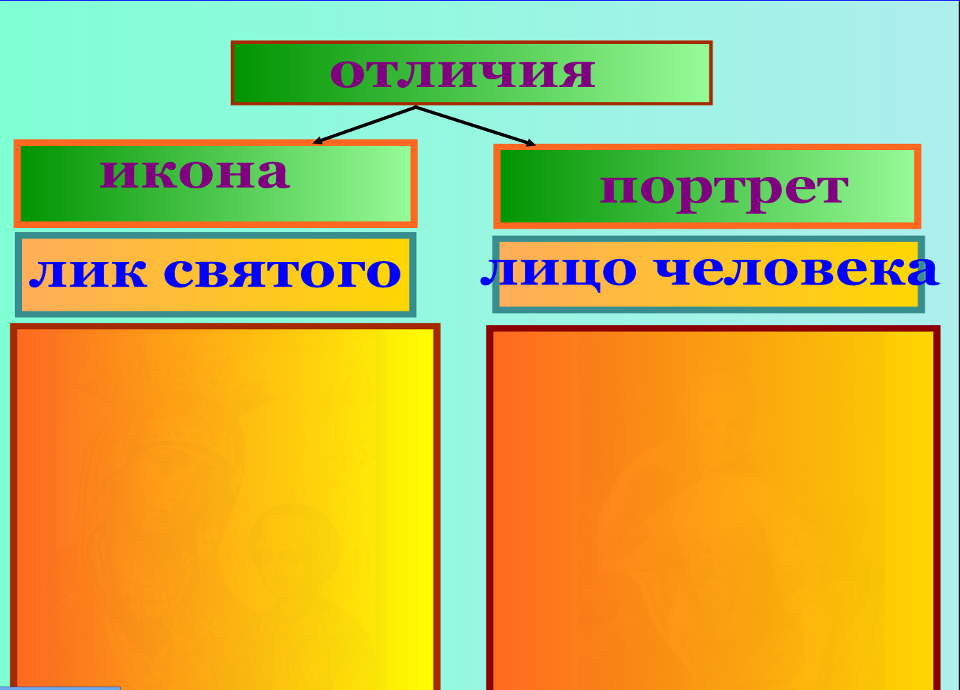 отличия
икона
портрет
лик святого
лицо человека